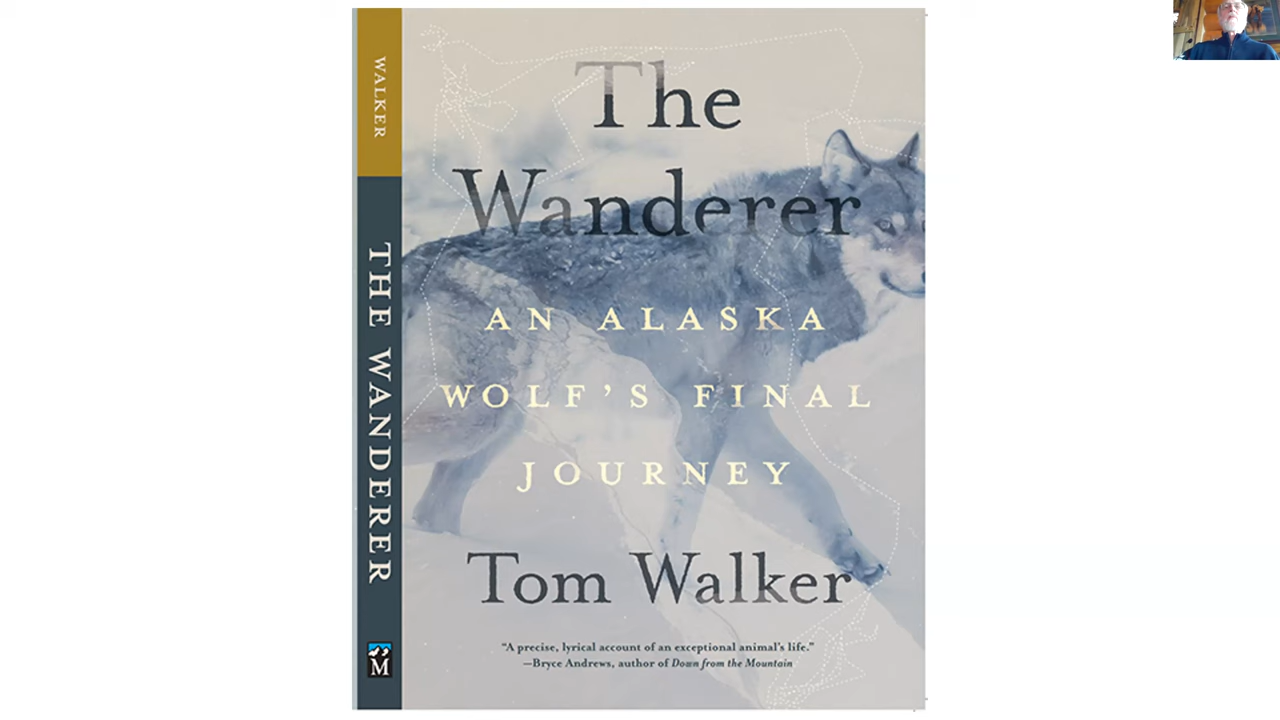 WALKER
THE WANDERER
M
The
Wanderer
AN ALASKA
WOLF'S FINAL
JOURNEY
Tom Walker
“A precise, lyrical account of an exceptional animal's life.”
—Bryce Andrews, author of Down from the Mountain